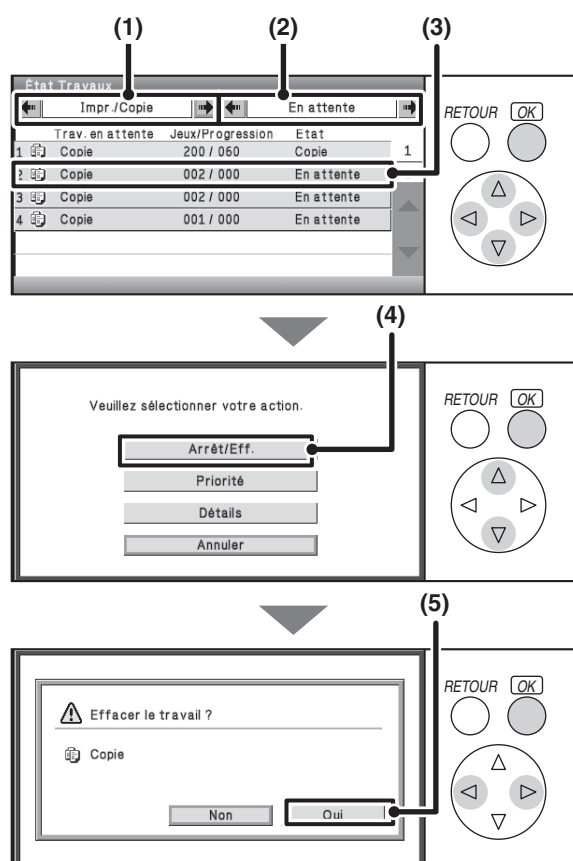 (1) (2) (3)
État Travaux
Impr./Copie En attente
RETOUR OK
Trav. en attente Jeux/Progression Etat
1 Copie 200 / 060 Copie 1
2 Copie 002 / 000 En attente
3 Copie 002 / 000 En attente
4 Copie 001 / 000 En attente
(4)
Veuillez sélectionner votre action.
RETOUR OK
Arrêt/Eff.
Priorité
Détails
Annuler
(5)
RETOUR OK
Effacer le travail ?
Copie
Non Oui